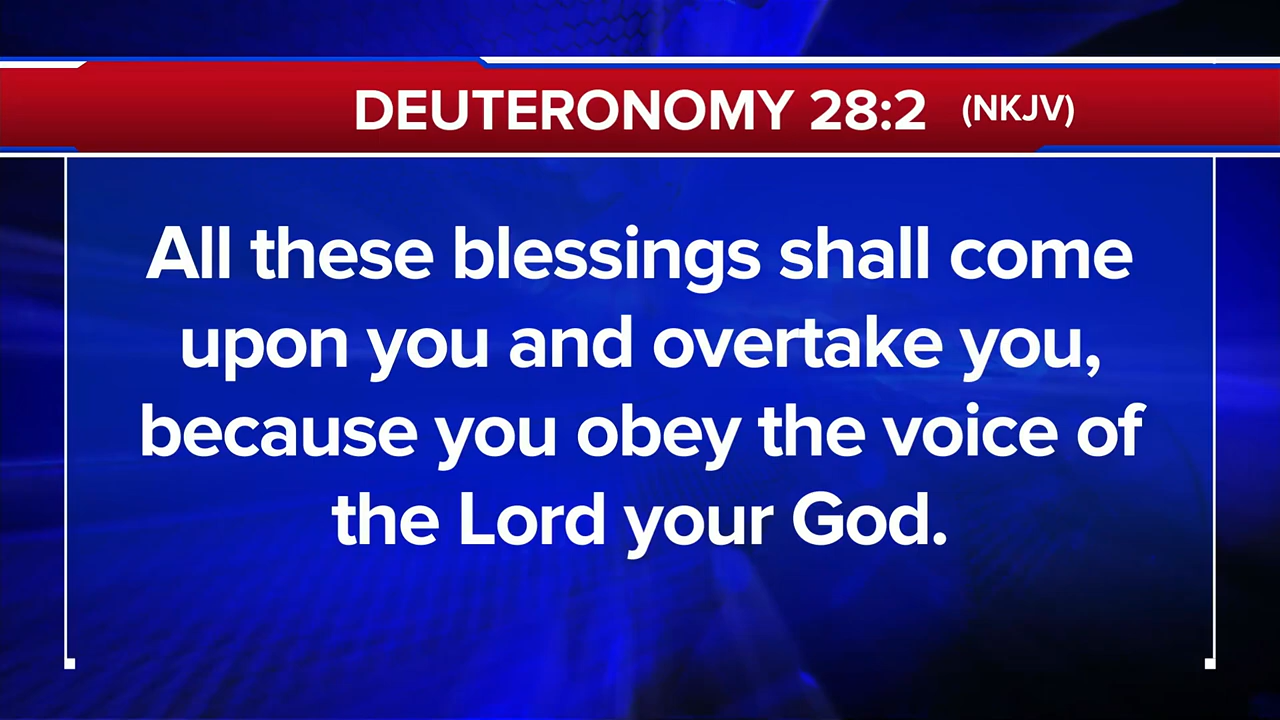 DEUTERONOMY 28:2 (NKJV)
All these blessings shall come
upon you and overtake you,
because you obey the voice of
the Lord your God.